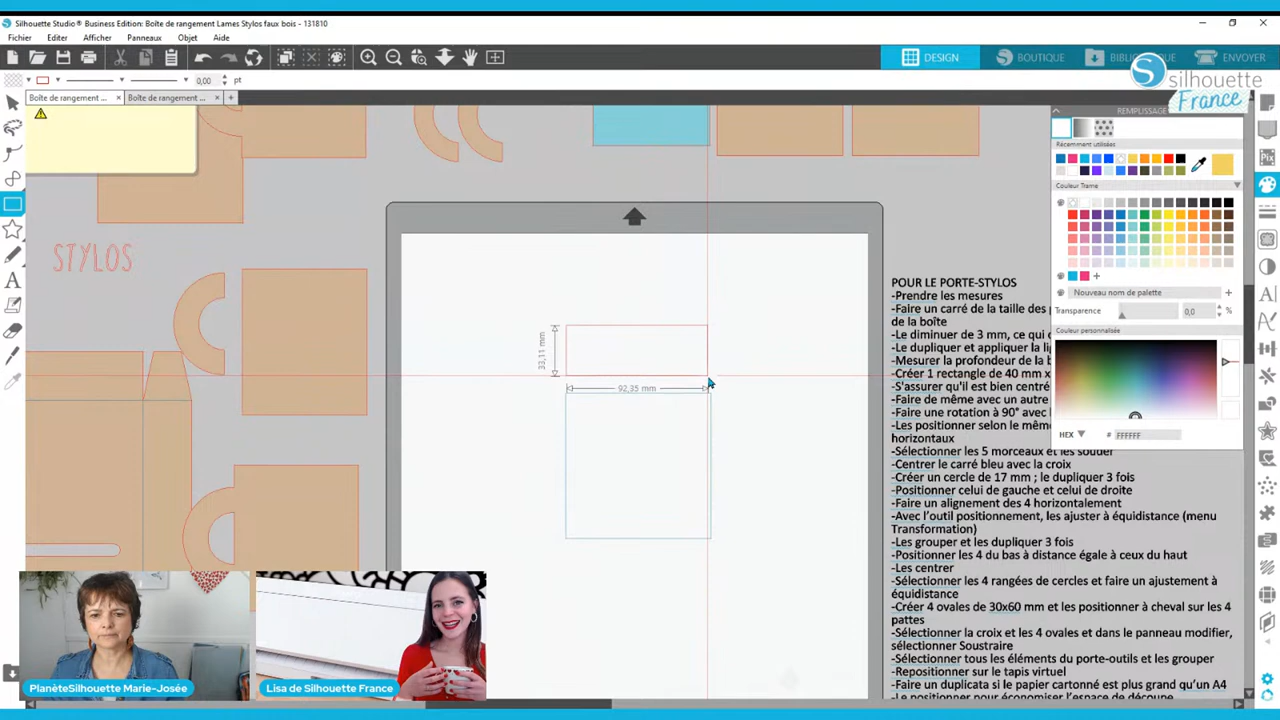 Silhouette Studio® Business Edition: Boîte de rangement Lames Stylos faux bois - 131810
Fichier Editer Afficher Panneaux Objet Aide
DESIGN BOUTIQUE ENVOYER
silhouette
France
0,00 pt
Boîte de rangement ... × Boîte de rangement ... × +
REMPLISSAGE
Récemment utilisées
Couleur Trame
Nouveau nom de palette
Transparence 0,0 %
Couleur personnalisée
HEX # FFFFFF
STYLOS
33,11 mm
92,35 mm
POUR LE PORTE-STYLOS
-Prendre les mesures
-Faire un carré de la taille des
de la boîte
-Le diminuer de 3 mm, ce qui
-Le dupliquer et appliquer la
-Mesurer la profondeur de la
-Créer 1 rectangle de 40 mm x
-S'assurer qu'il est bien centré
-Faire de même avec un autre
-Faire une rotation à 90° avec
-Les positionner selon le même
horizontaux
-Sélectionner les 5 morceaux et les souder
-Centrer le carré bleu avec la croix
-Créer un cercle de 17 mm ; le dupliquer 3 fois
-Positionner celui de gauche et celui de droite
-Faire un alignement des 4 horizontalement
-Avec l'outil positionnement, les ajuster à équidistance (menu
Transformation)
-Les grouper et les dupliquer 3 fois
-Positionner les 4 du bas à distance égale à ceux du haut
-Les centrer
-Sélectionner les 4 rangées de cercles et faire un ajustement à
équidistance
-Créer 4 ovales de 30x60 mm et les positionner à cheval sur les 4
pattes
-Sélectionner la croix et les 4 ovales et dans le panneau modifier,
sélectionner Soustraire
-Sélectionner tous les éléments du porte-outils et les grouper
-Repositionner sur le tapis virtuel
-Faire un duplicata si le papier cartonné est plus grand qu'un A4
-Le positionner pour économiser l'espace de découpe
PlanèteSilhouette Marie-Josée
Lisa de Silhouette France